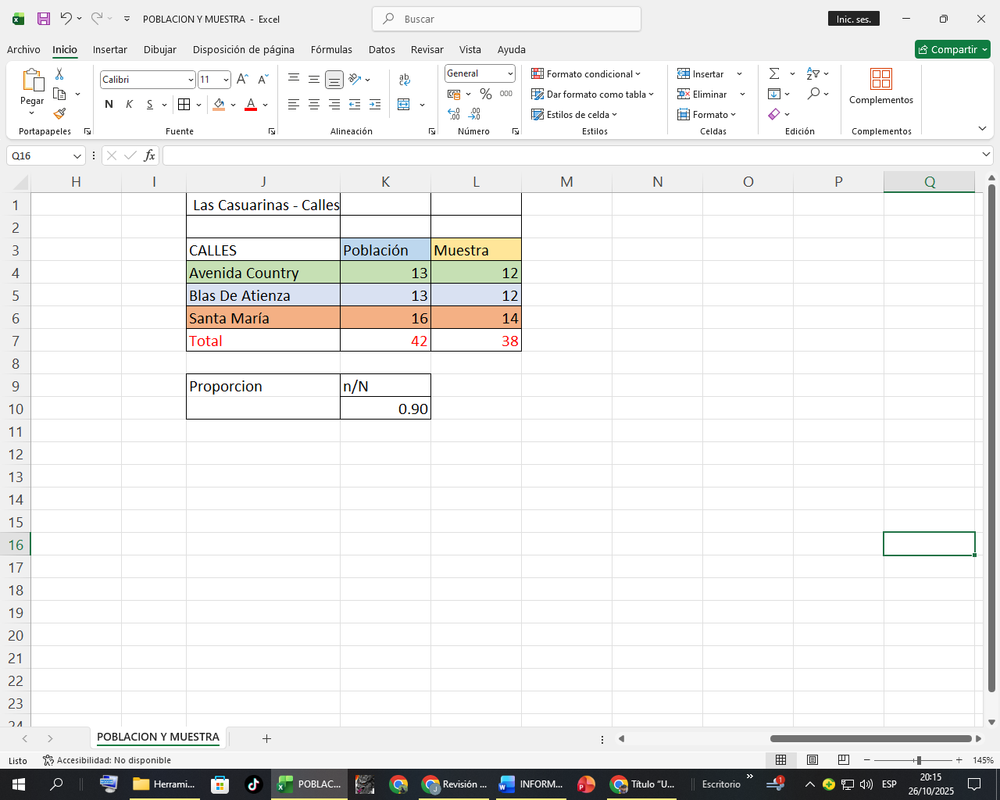 POBLACION Y MUESTRA - Excel
Buscar
Inic. ses.
Archivo Inicio Insertar Dibujar Disposición de página Fórmulas Datos Revisar Vista Ayuda
Compartir
Pegar
Portapapeles
Calibri 11
N K S A
Fuente
ab
Alineación
General
% 000
Número
Formato condicional
Dar formato como tabla
Estilos de celda
Estilos
Insertar
Eliminar
Formato
Celdas
Edición
Complementos
Complementos
Q16
fx
H I J K L M N O P Q
1 Las Casuarinas - Calles
2
3 CALLES Población Muestra
4 Avenida Country 13 12
5 Blas De Atienza 13 12
6 Santa María 16 14
7 Total 42 38
8
9 Proporcion n/N
10 0.90
11
12
13
14
15
16
17
18
19
20
21
22
23
24
POBLACION Y MUESTRA
Listo Accesibilidad: No disponible
145%
Herrami... POBLAC... Revisión ... INFORM... Título “U... Escritorio » 1 ESP
20:15
26/10/2025